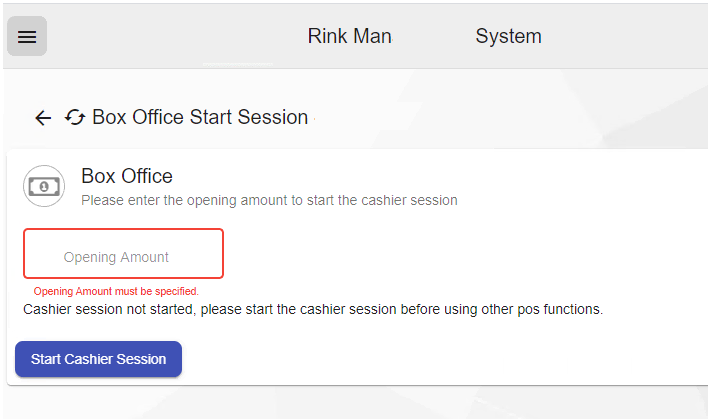 Rink Man System
Box Office Start Session
Box Office
Please enter the opening amount to start the cashier session
Opening Amount
Opening Amount must be specified.
Cashier session not started, please start the cashier session before using other pos functions.
Start Cashier Session